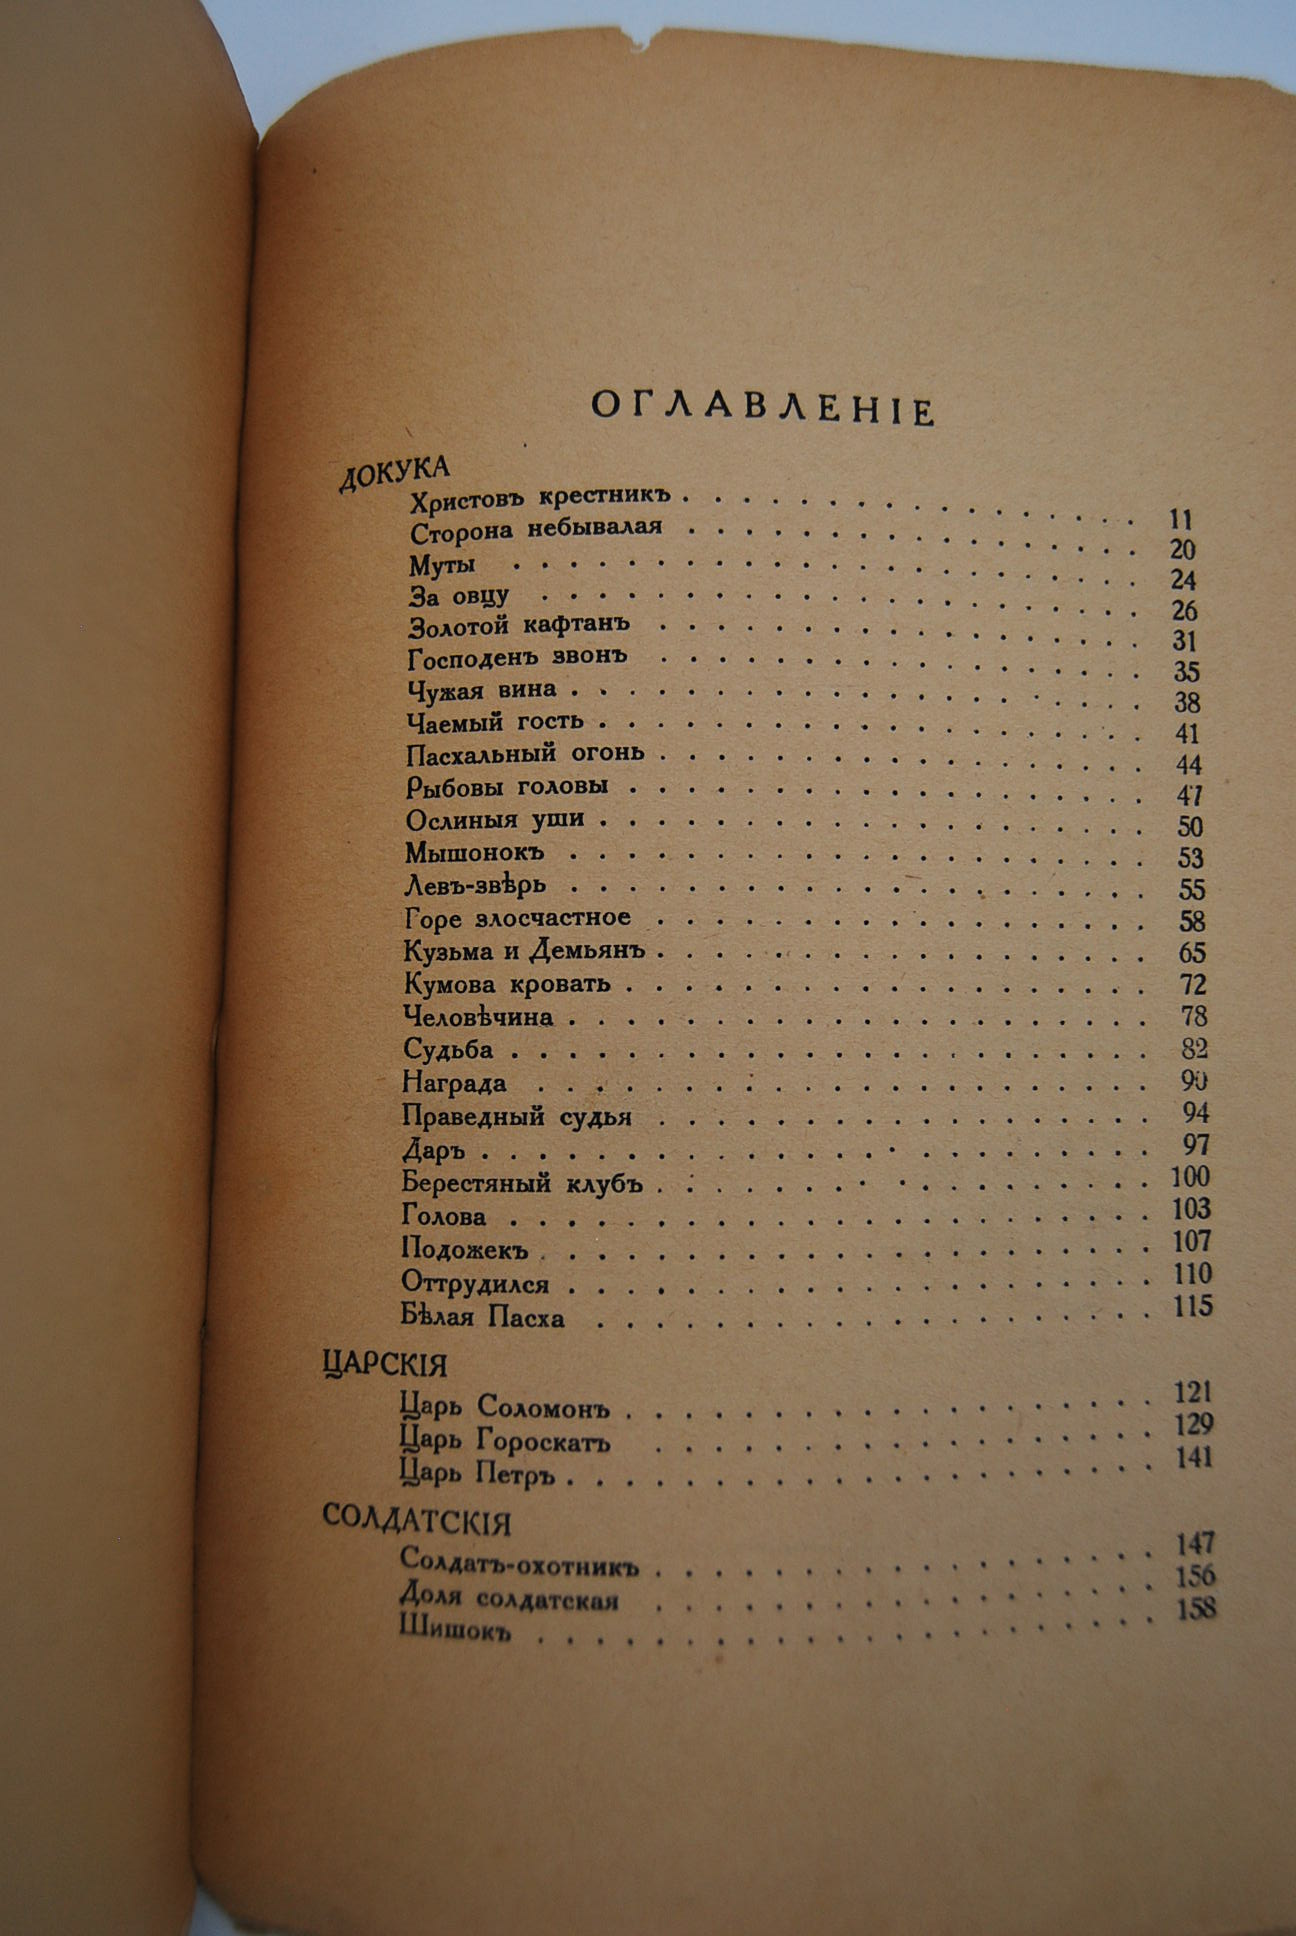 ОГЛАВЛЕНІЕ
ДОКУКА
Христовъ крестникъ . . . . . . . . . . . . . . . . 11
Сторона небывалая . . . . . . . . . . . . . . . . 20
Муты . . . . . . . . . . . . . . . . . . . . . . 24
За овцу . . . . . . . . . . . . . . . . . . . . . 26
Золотой кафтанъ . . . . . . . . . . . . . . . . . 31
Господенъ звонъ . . . . . . . . . . . . . . . . . 35
Чужая вина . . . . . . . . . . . . . . . . . . . . 38
Чаемый гость . . . . . . . . . . . . . . . . . . . 41
Пасхальный огонь . . . . . . . . . . . . . . . . . 44
Рыбовы головы . . . . . . . . . . . . . . . . . . 47
Ослиныя уши . . . . . . . . . . . . . . . . . . . 50
Мышонокъ . . . . . . . . . . . . . . . . . . . . 53
Левъ-звѣрь . . . . . . . . . . . . . . . . . . . . 55
Горе злосчастное . . . . . . . . . . . . . . . . . 58
Кузьма и Демьянъ . . . . . . . . . . . . . . . . . 65
Кумова кровать . . . . . . . . . . . . . . . . . . 72
Человѣчина . . . . . . . . . . . . . . . . . . . . 78
Судьба . . . . . . . . . . . . . . . . . . . . . . 82
Награда . . . . . . . . . . . . . . . . . . . . . 90
Праведный судья . . . . . . . . . . . . . . . . . 94
Даръ . . . . . . . . . . . . . . . . . . . . . . . 97
Берестяный клубъ . . . . . . . . . . . . . . . . . 100
Голова . . . . . . . . . . . . . . . . . . . . . . 103
Подожекъ . . . . . . . . . . . . . . . . . . . . . 107
Оттрудился . . . . . . . . . . . . . . . . . . . . 110
Бѣлая Пасха . . . . . . . . . . . . . . . . . . . 115
ЦАРСКІЯ
Царь Соломонъ . . . . . . . . . . . . . . . . . . 121
Царь Гороскатъ . . . . . . . . . . . . . . . . . 129
Царь Петръ . . . . . . . . . . . . . . . . . . . . 141
СОЛДАТСКІЯ
Солдатъ-охотникъ . . . . . . . . . . . . . . . . . 147
Доля солдатская . . . . . . . . . . . . . . . . . 156
Шишокъ . . . . . . . . . . . . . . . . . . . . . 158